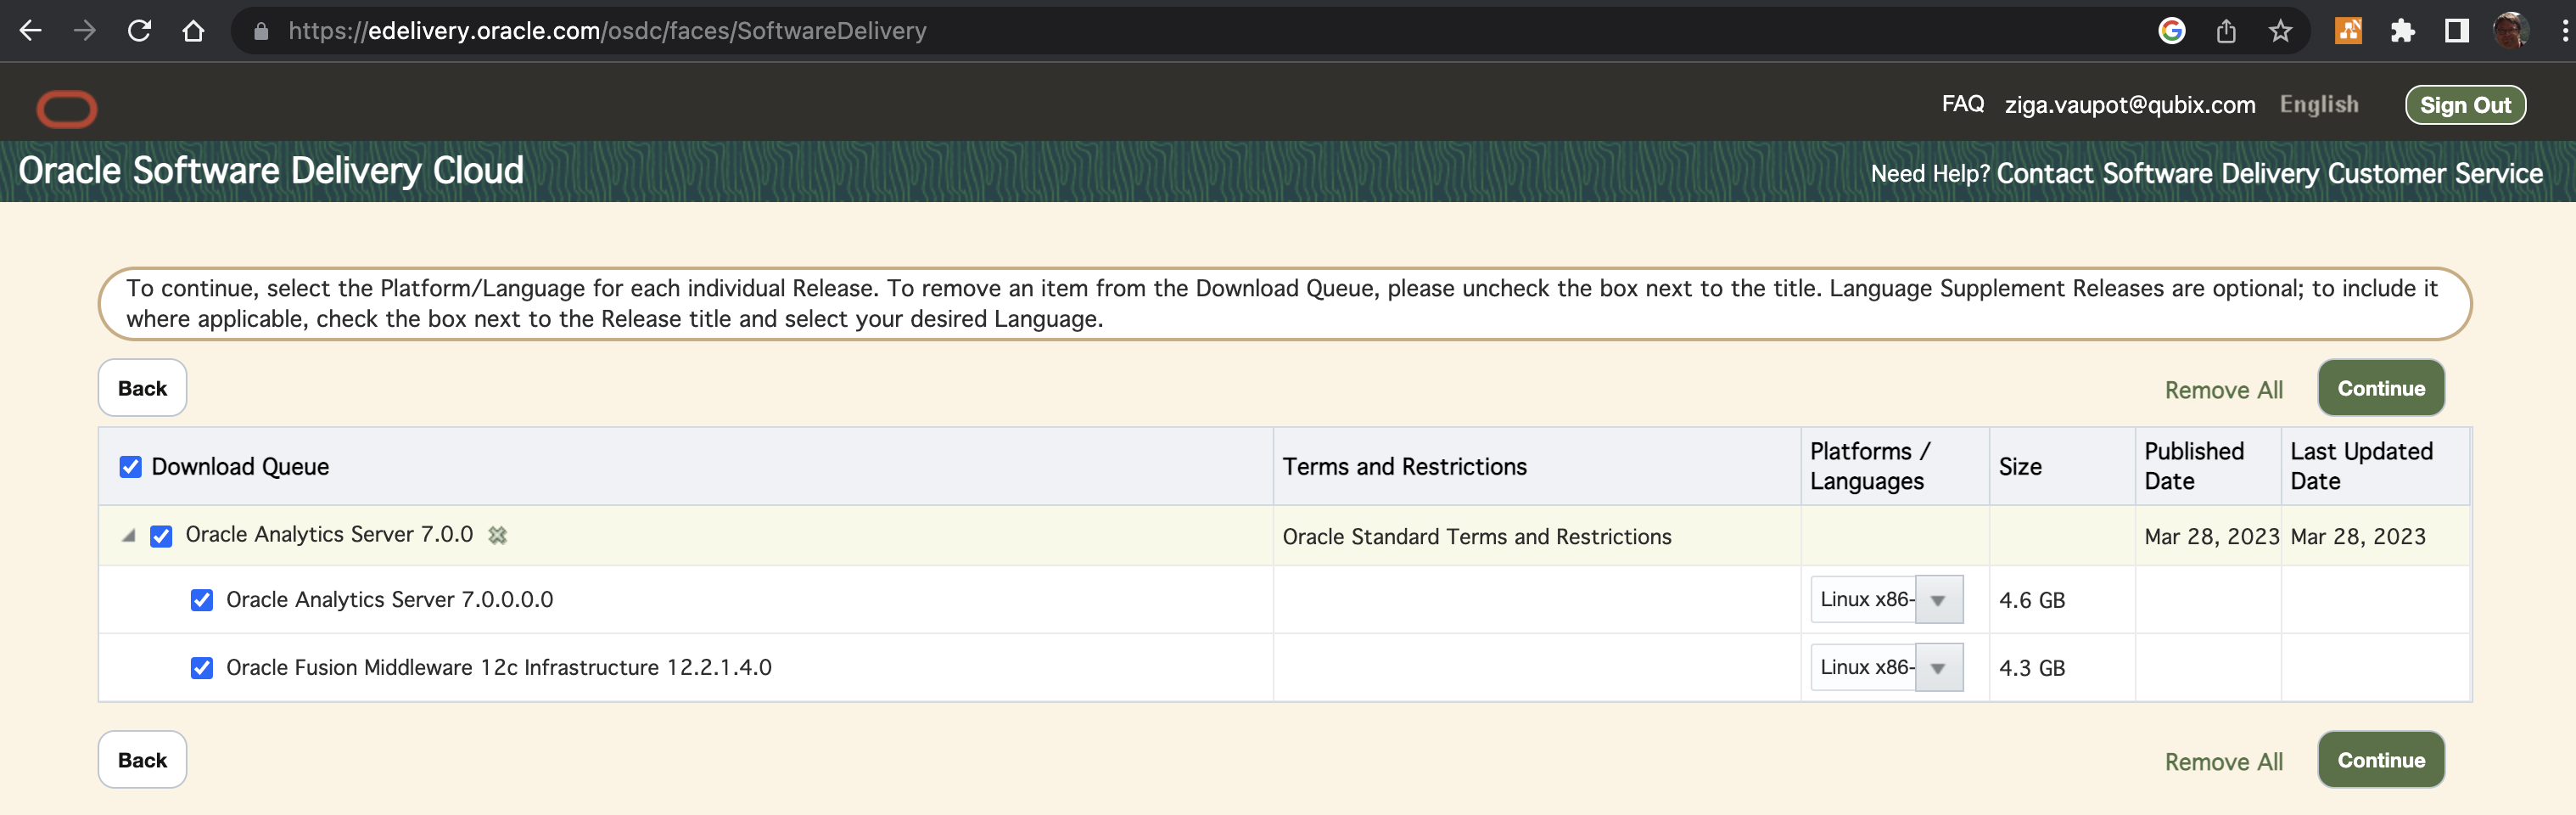 https://edelivery.oracle.com/osdc/faces/SoftwareDelivery
FAQ ziga.vaupot@qubix.com English Sign Out
Oracle Software Delivery Cloud
Need Help? Contact Software Delivery Customer Service
To continue, select the Platform/Language for each individual Release. To remove an item from the Download Queue, please uncheck the box next to the title. Language Supplement Releases are optional; to include it
where applicable, check the box next to the Release title and select your desired Language.
Back
Remove All Continue
Download Queue
Terms and Restrictions
Platforms /
Languages
Size
Published
Date
Last Updated
Date
Oracle Analytics Server 7.0.0
Oracle Standard Terms and Restrictions
Mar 28, 2023
Mar 28, 2023
Oracle Analytics Server 7.0.0.0.0
Linux x86-
4.6 GB
Oracle Fusion Middleware 12c Infrastructure 12.2.1.4.0
Linux x86-
4.3 GB
Back
Remove All Continue